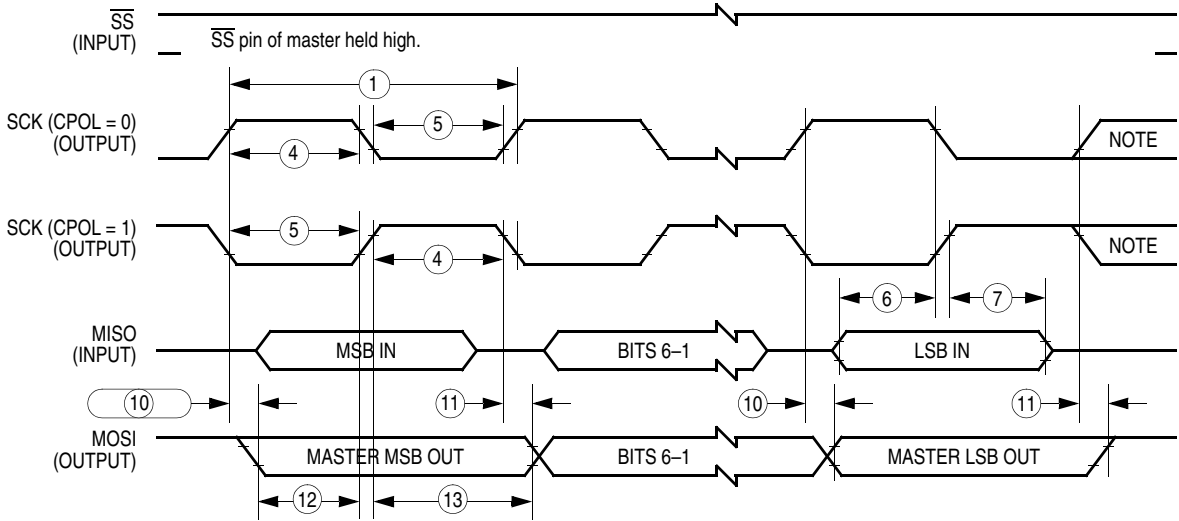 SS
(INPUT)
SS pin of master held high.
1
SCK (CPOL = 0)
(OUTPUT)
5
4
NOTE
SCK (CPOL = 1)
(OUTPUT)
5
4
NOTE
6
7
MISO
(INPUT)
MSB IN
BITS 6–1
LSB IN
10
11
10
11
MOSI
(OUTPUT)
MASTER MSB OUT
BITS 6–1
MASTER LSB OUT
12
13